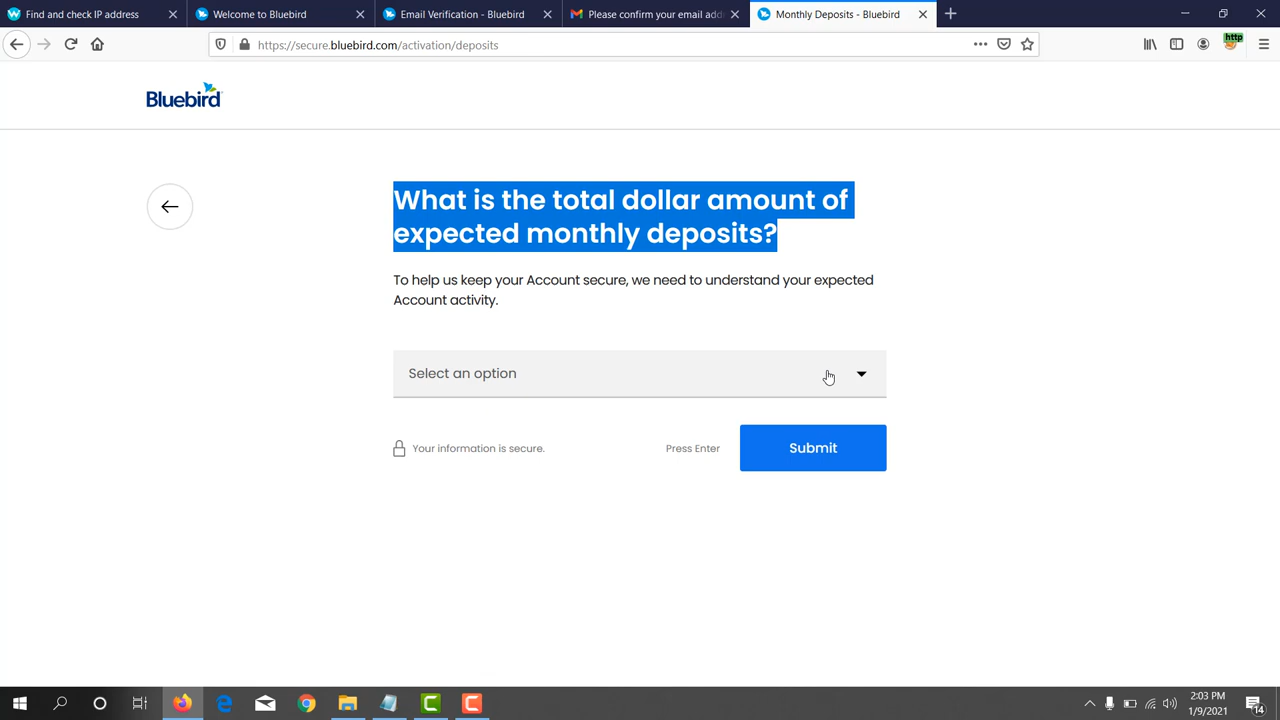 Find and check IP address
Welcome to Bluebird
Email Verification - Bluebird
Please confirm your email add
Monthly Deposits - Bluebird
https://secure.bluebird.com/activation/deposits
http
Bluebird
What is the total dollar amount of
expected monthly deposits?
To help us keep your Account secure, we need to understand your expected
Account activity.
Select an option
Your information is secure.
Press Enter
Submit
2:03 PM
1/9/2021
14